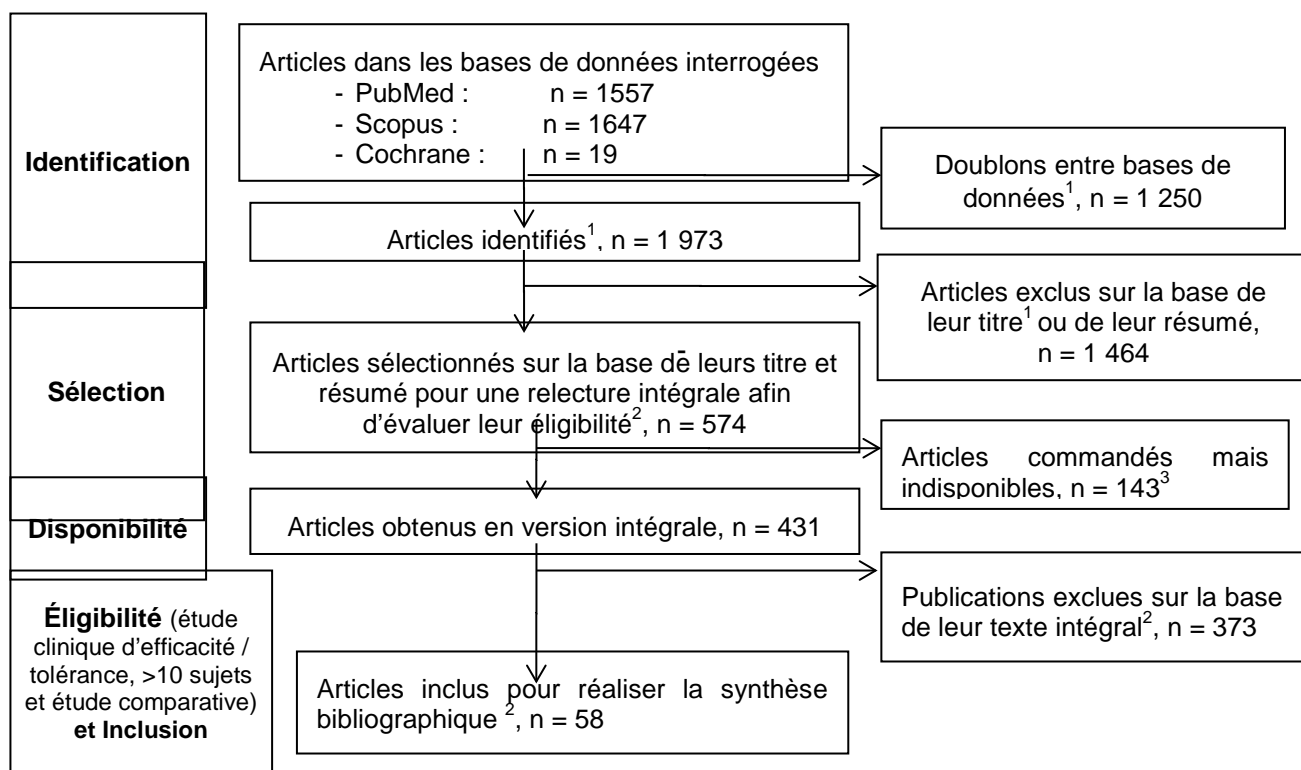 Articles dans les bases de données interrogées
- PubMed : n = 1557
- Scopus : n = 1647
- Cochrane : n = 19
Identification
Doublons entre bases de
données¹, n = 1 250
Articles identifiés¹, n = 1 973
Articles exclus sur la base de
leur titre¹ ou de leur résumé,
n = 1 464
Sélection
Articles sélectionnés sur la base de leurs titre et
résumé pour une relecture intégrale afin
d’évaluer leur éligibilité², n = 574
Articles commandés mais
indisponibles, n = 143³
Disponibilité
Articles obtenus en version intégrale, n = 431
Publications exclues sur la base
de leur texte intégral², n = 373
Éligibilité (étude
clinique d’efficacité /
tolérance, >10 sujets
et étude comparative)
et Inclusion
Articles inclus pour réaliser la synthèse
bibliographique ², n = 58